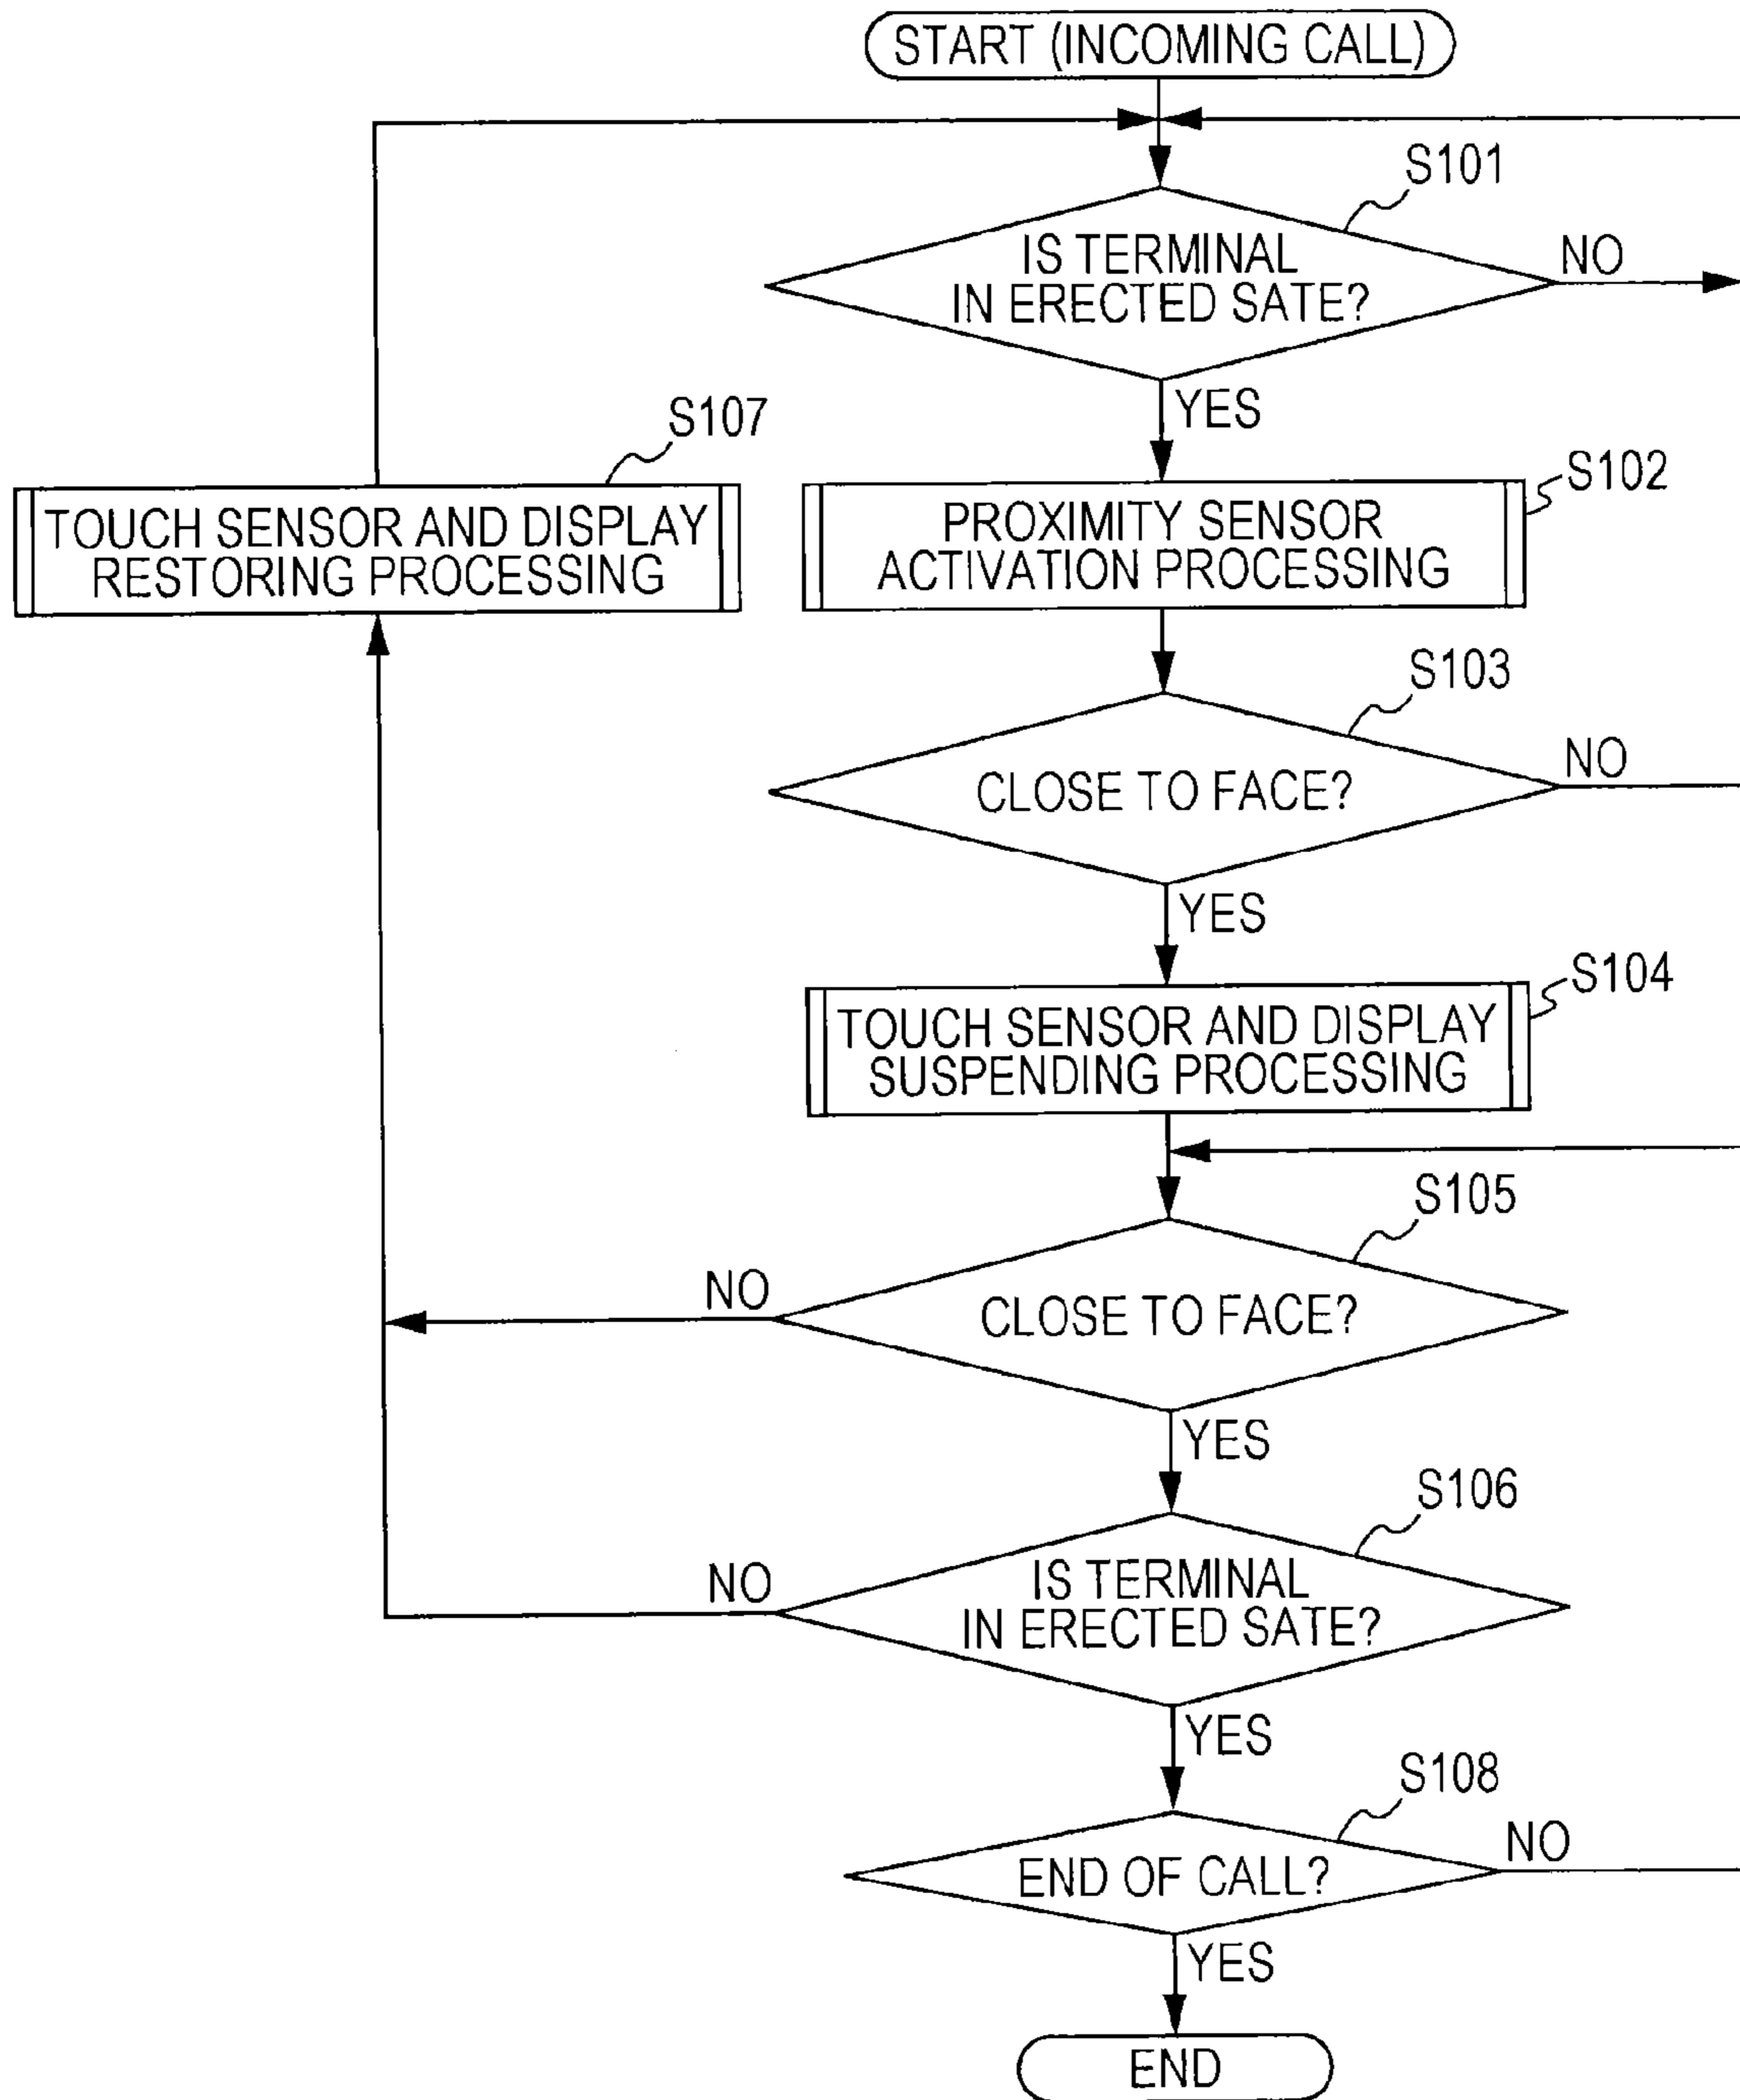 START (INCOMING CALL)
S101
IS TERMINAL
IN ERECTED SATE?
NO
YES
S107
TOUCH SENSOR AND DISPLAY
RESTORING PROCESSING
S102
PROXIMITY SENSOR
ACTIVATION PROCESSING
S103
CLOSE TO FACE?
NO
YES
S104
TOUCH SENSOR AND DISPLAY
SUSPENDING PROCESSING
S105
NO
CLOSE TO FACE?
YES
S106
NO
IS TERMINAL
IN ERECTED SATE?
YES
S108
NO
END OF CALL?
YES
END